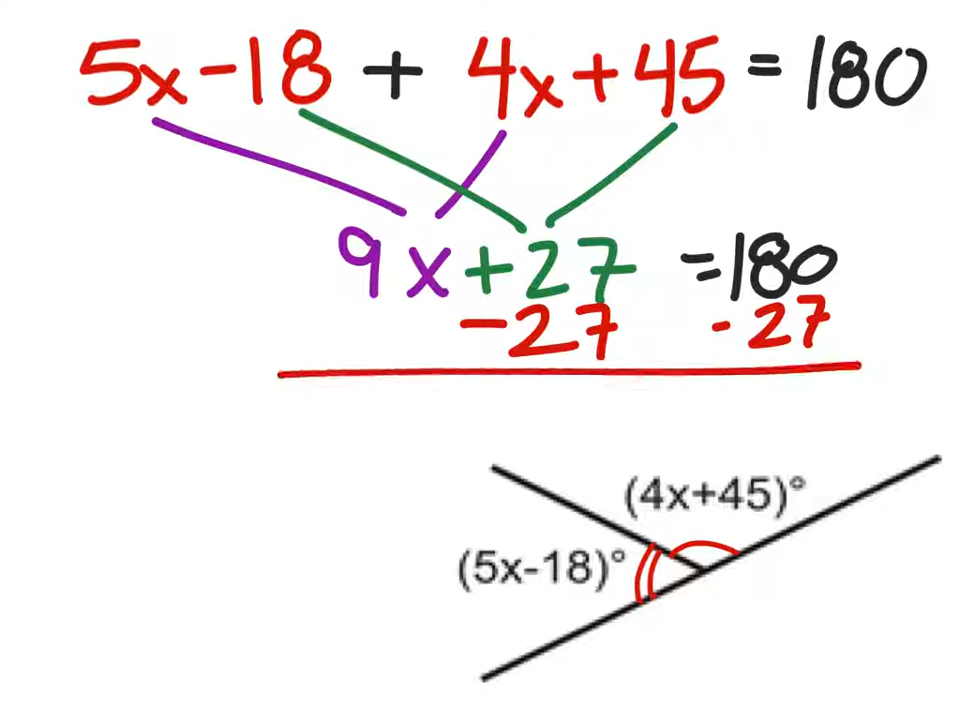 5x-18 + 4x+45 = 180
9x+27 =180
-27 -27
(4x+45)°
(5x-18)°